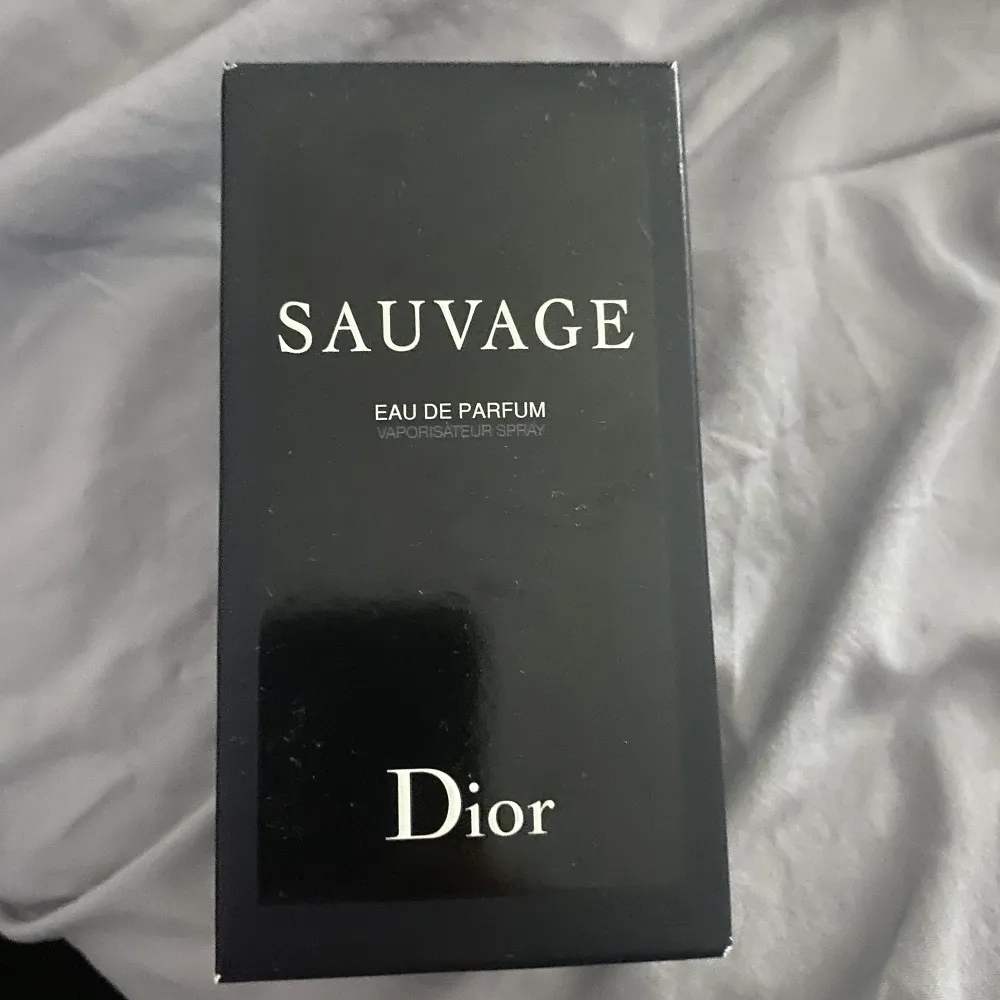 SAUVAGE
EAU DE PARFUM
VAPORISATEUR SPRAY
Dior